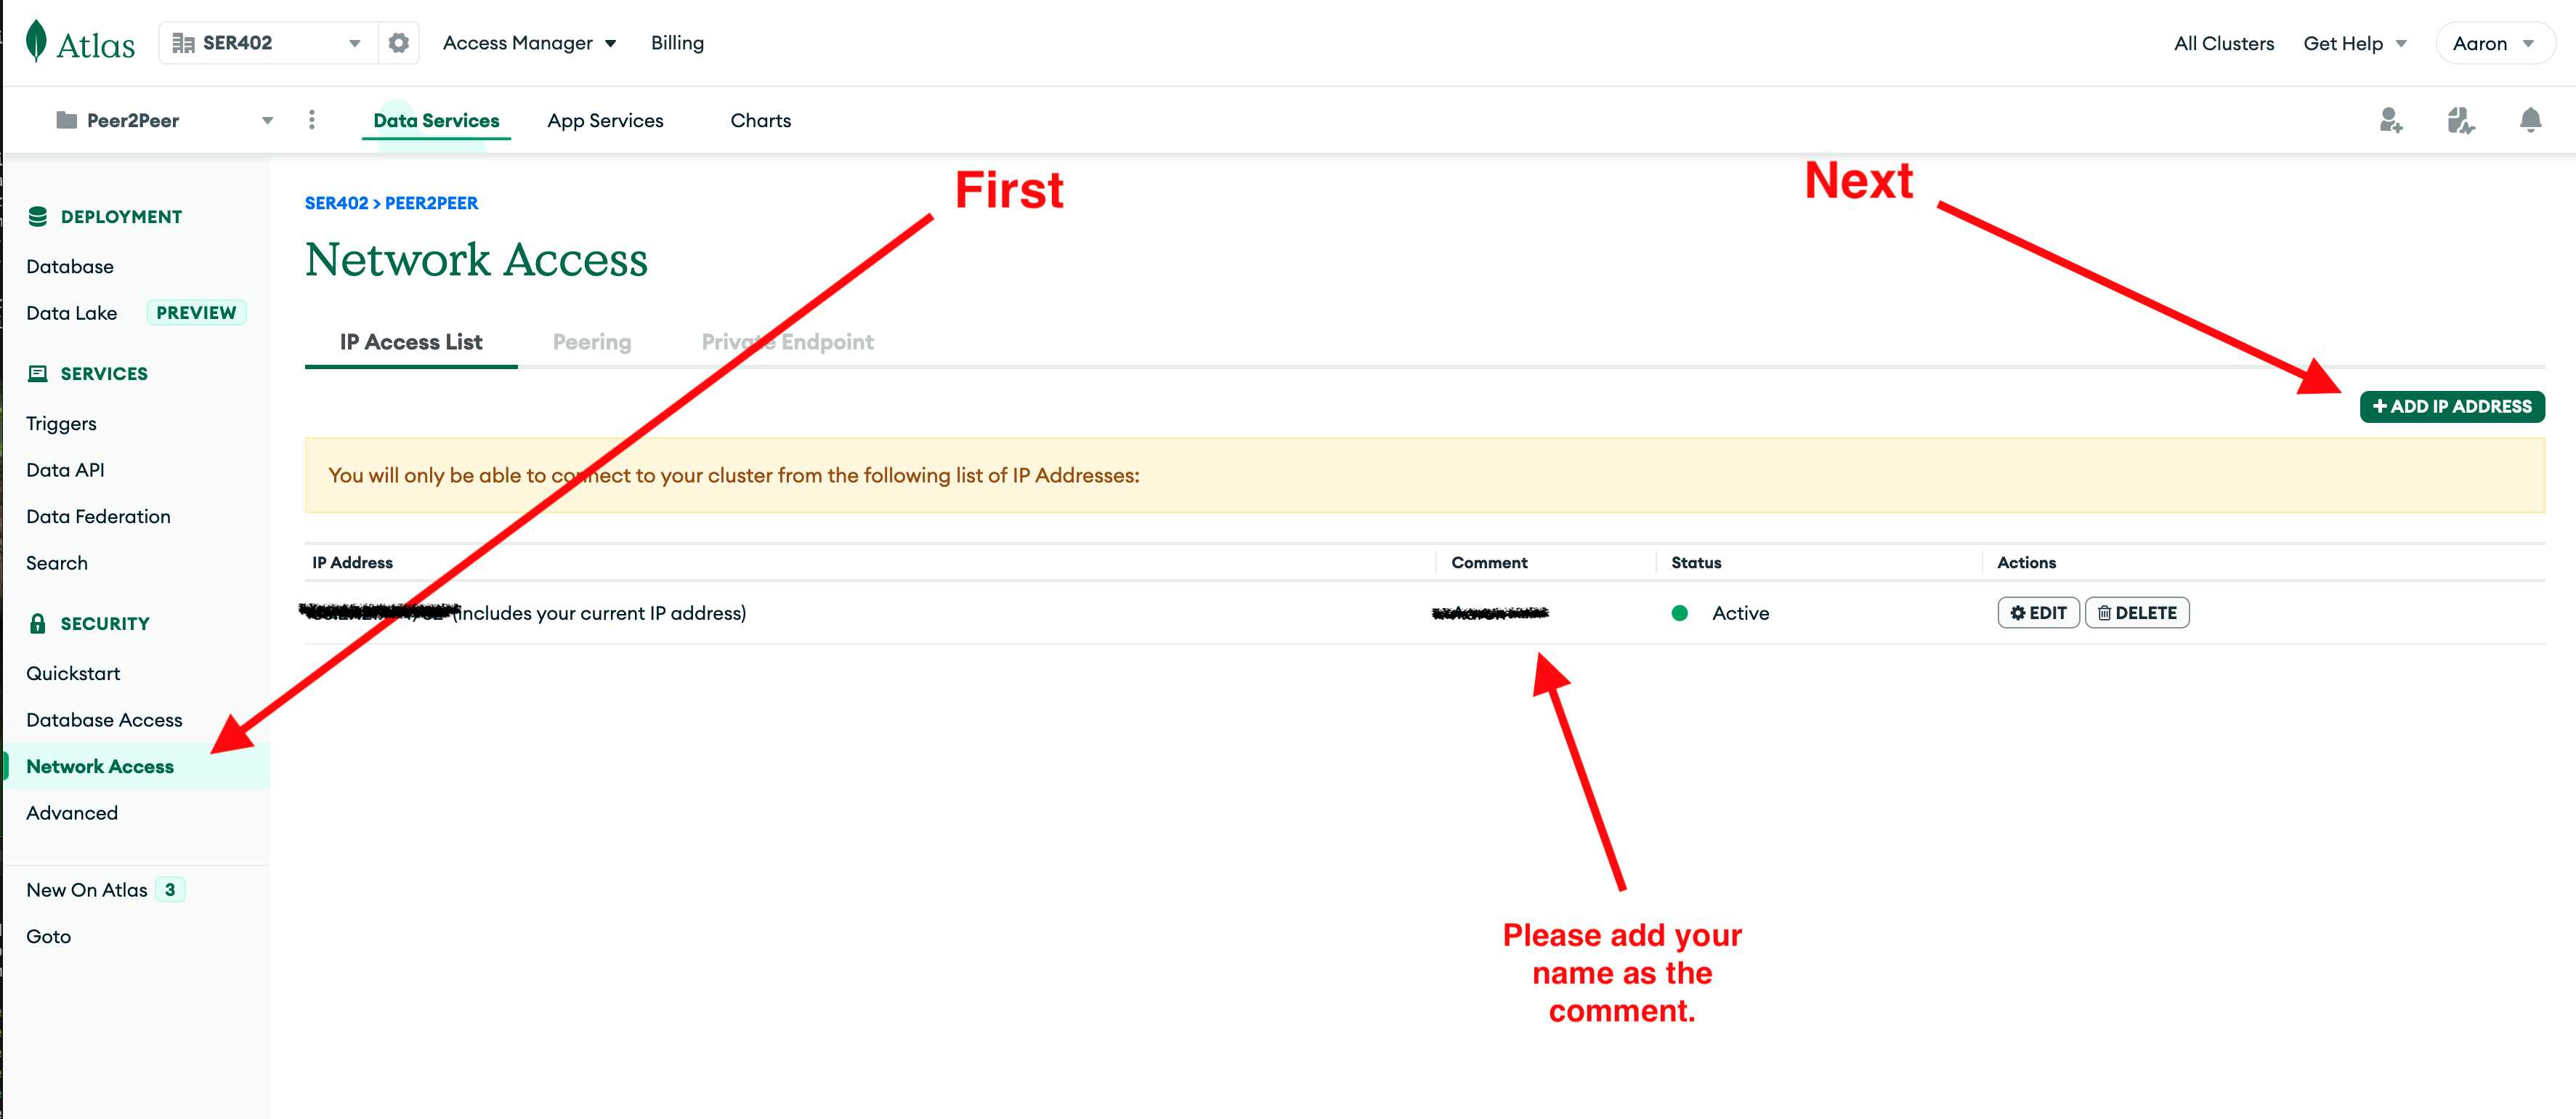 Atlas
SER402
Access Manager
Billing
All Clusters
Get Help
Aaron
Peer2Peer
Data Services
App Services
Charts
First
Next
DEPLOYMENT
Database
Data Lake PREVIEW
SERVICES
Triggers
Data API
Data Federation
Search
SECURITY
Quickstart
Database Access
Network Access
Advanced
New On Atlas 3
Goto
SER402 > PEER2PEER
Network Access
IP Access List
Peering
Private Endpoint
+ ADD IP ADDRESS
You will only be able to connect to your cluster from the following list of IP Addresses:
IP Address
Comment
Status
Actions
(includes your current IP address)
Active
EDIT
DELETE
Please add your
name as the
comment.